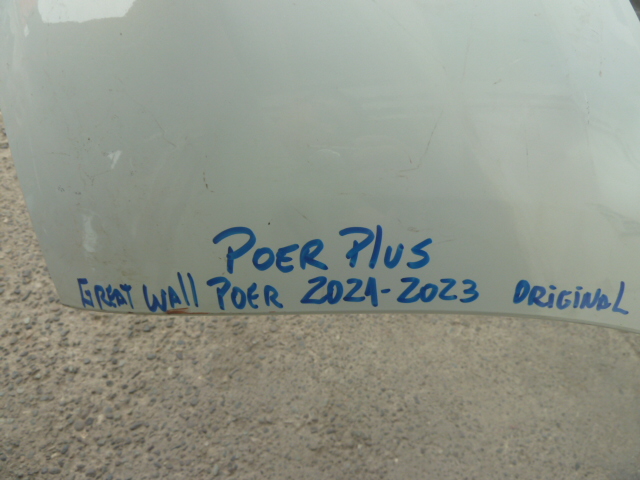 POER PLUS
GREAT WALL POER 2021-2023 ORIGINAL